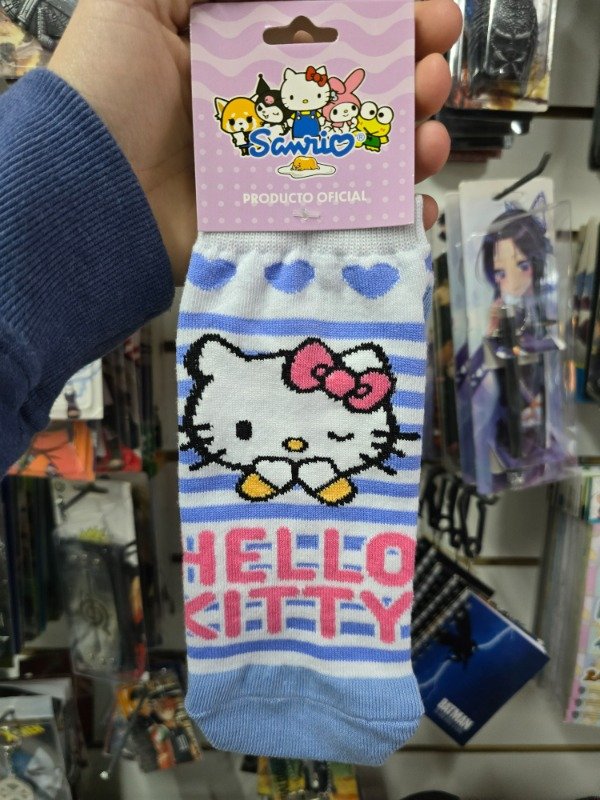 Sanrio®
PRODUCTO OFICIAL
HELLO
KITTY
BATMAN